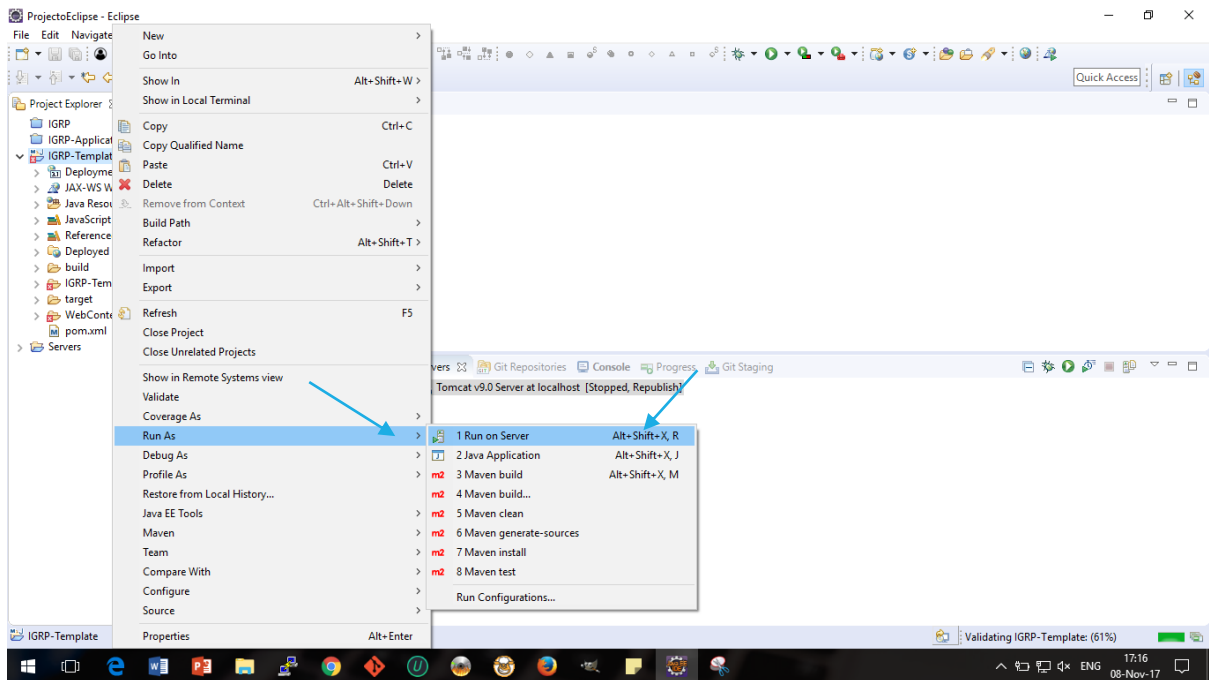 ProjectoEclipse - Eclipse
File Edit Navigate
Quick Access
Project Explorer
IGRP
IGRP-Applicat
IGRP-Templat
Deployme
JAX-WS W
Java Resou
JavaScript
Reference
Deployed
build
IGRP-Tem
target
WebConte
pom.xml
Servers
New
Go Into
Show In Alt+Shift+W
Show in Local Terminal
Copy Ctrl+C
Copy Qualified Name
Paste Ctrl+V
Delete Delete
Remove from Context Ctrl+Alt+Shift+Down
Build Path
Refactor Alt+Shift+T
Import
Export
Refresh F5
Close Project
Close Unrelated Projects
Show in Remote Systems view
Validate
Coverage As
Run As
Debug As
Profile As
Restore from Local History...
Java EE Tools
Maven
Team
Compare With
Configure
Source
Properties Alt+Enter
vers Git Repositories Console Progress Git Staging
Tomcat v9.0 Server at localhost [Stopped, Republish]
1 Run on Server Alt+Shift+X, R
2 Java Application Alt+Shift+X, J
m2 3 Maven build Alt+Shift+X, M
m2 4 Maven build...
m2 5 Maven clean
m2 6 Maven generate-sources
m2 7 Maven install
m2 8 Maven test
Run Configurations...
IGRP-Template
Validating IGRP-Template: (61%)
ENG
17:16
08-Nov-17